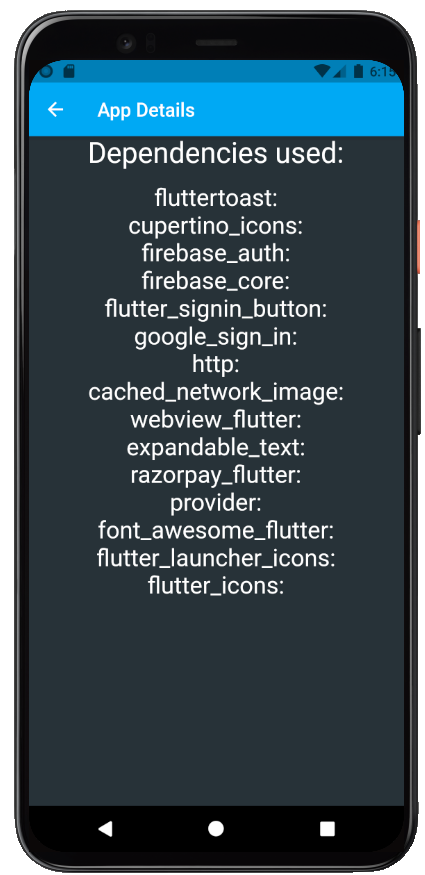 6:15
App Details
Dependencies used:
fluttertoast:
cupertino_icons:
firebase_auth:
firebase_core:
flutter_signin_button:
google_sign_in:
http:
cached_network_image:
webview_flutter:
expandable_text:
razorpay_flutter:
provider:
font_awesome_flutter:
flutter_launcher_icons:
flutter_icons: